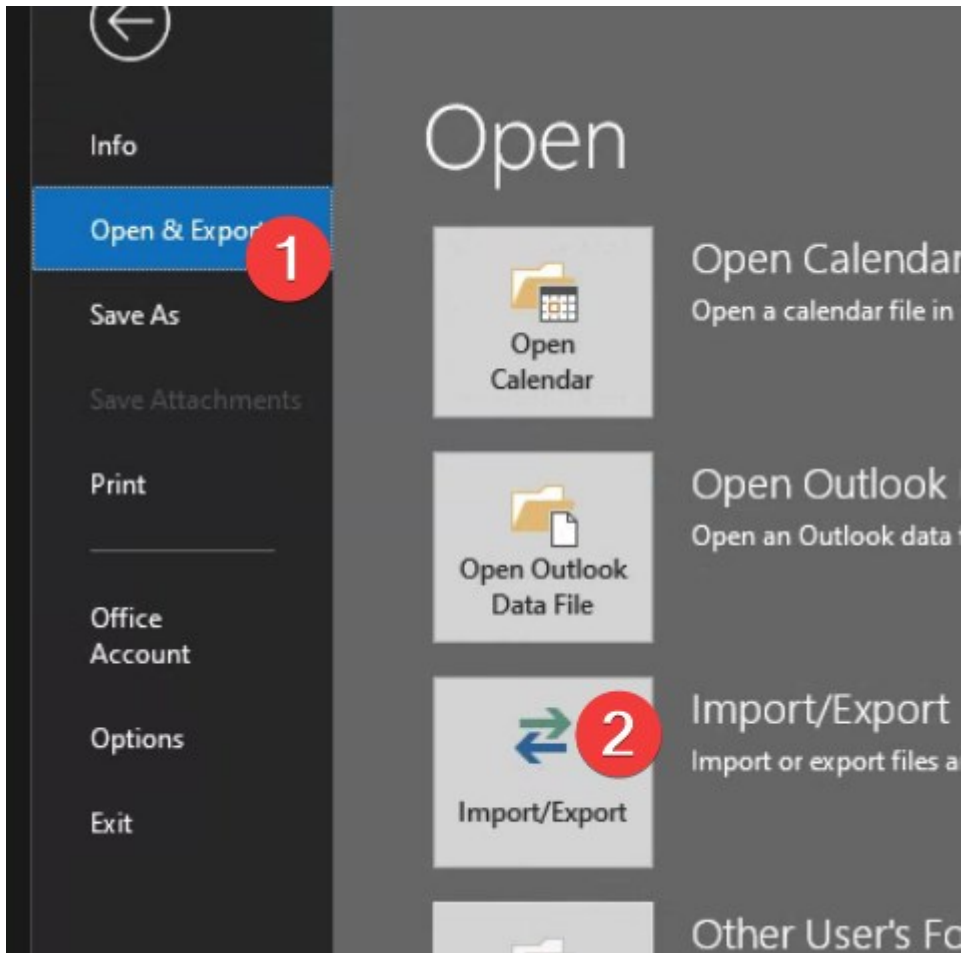 Info
Open & Export
1
Save As
Save Attachments
Print
Office
Account
Options
Exit
Open
Open
Calendar
Open Calendar
Open a calendar file in
Open Outlook
Data File
Open Outlook
Open an Outlook data
Import/Export
2
Import/Export
Import or export files a
Other User's Fo